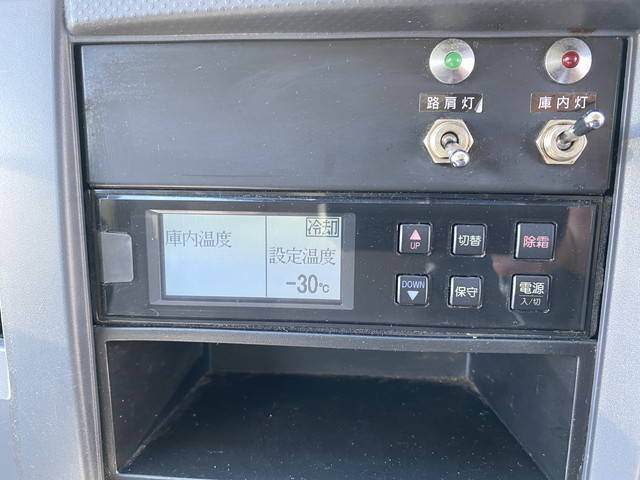 路肩灯
庫内灯
冷却
庫内温度
設定温度
-30℃
UP
切替
除霜
DOWN
保守
電源
入/切